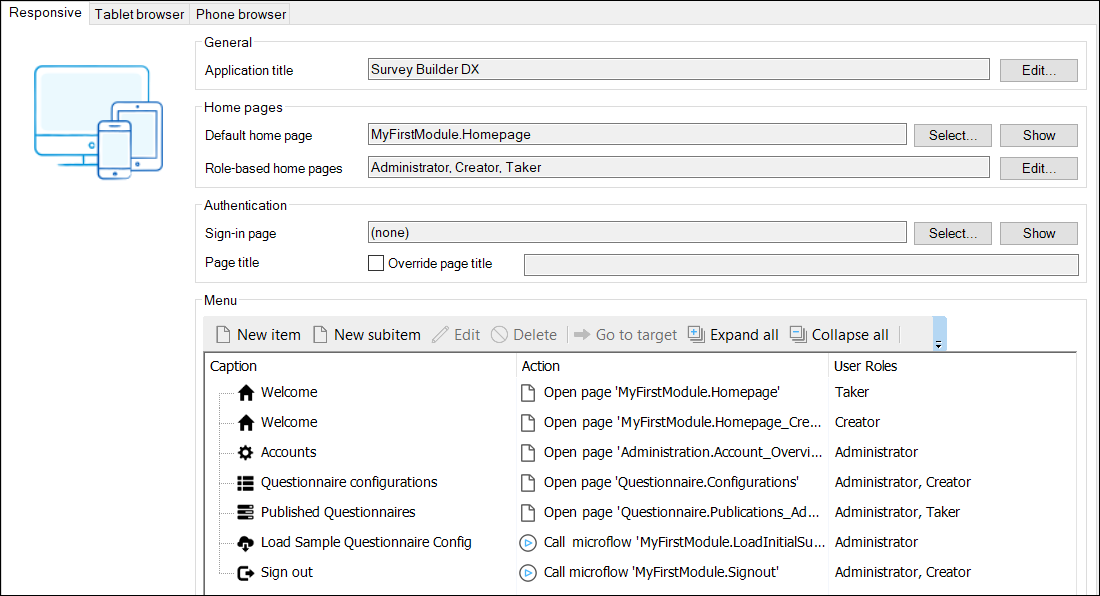 Responsive Tablet browser Phone browser
General
Application title Survey Builder DX Edit...
Home pages
Default home page MyFirstModule.Homepage Select... Show
Role-based home pages Administrator, Creator, Taker Edit...
Authentication
Sign-in page (none) Select... Show
Page title Override page title
Menu
New item New subitem Edit Delete Go to target Expand all Collapse all
Caption Action User Roles
Welcome Open page 'MyFirstModule.Homepage' Taker
Welcome Open page 'MyFirstModule.Homepage_Cre... Creator
Accounts Open page 'Administration.Account_Overvi... Administrator
Questionnaire configurations Open page 'Questionnaire.Configurations' Administrator, Creator
Published Questionnaires Open page 'Questionnaire.Publications_Ad... Administrator, Taker
Load Sample Questionnaire Config Call microflow 'MyFirstModule.LoadInitialSu... Administrator
Sign out Call microflow 'MyFirstModule.Signout' Administrator, Creator